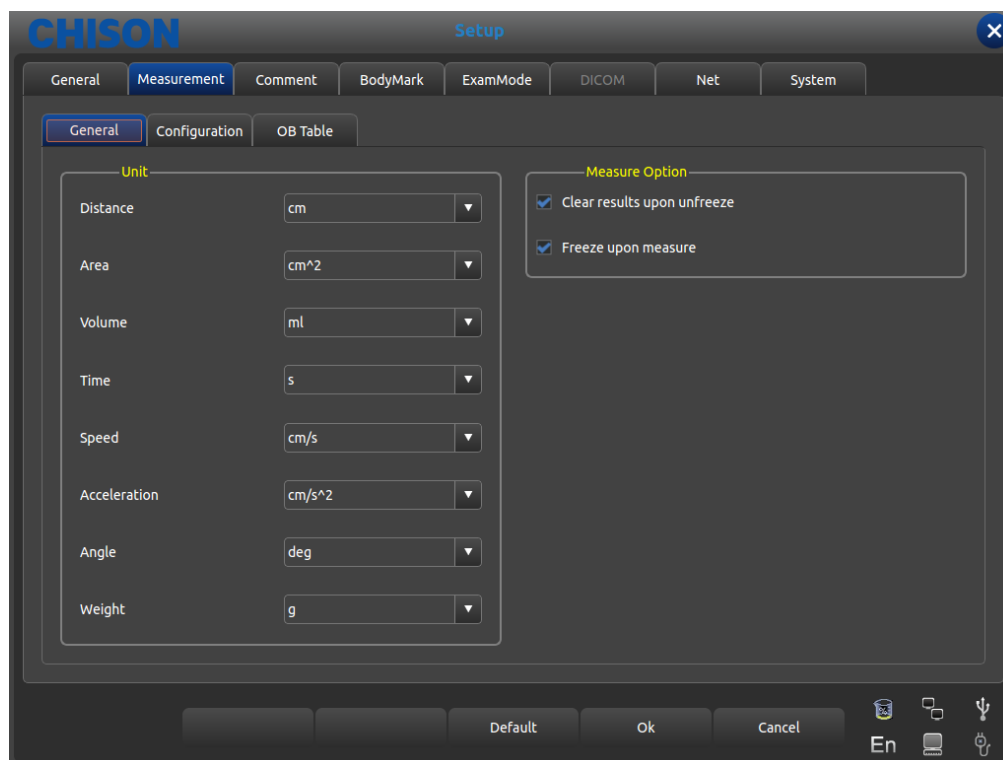 CHISON
Setup
General Measurement Comment BodyMark ExamMode DICOM Net System
General Configuration OB Table
Unit
Distance cm
Area cm^2
Volume ml
Time s
Speed cm/s
Acceleration cm/s^2
Angle deg
Weight g
Measure Option
Clear results upon unfreeze
Freeze upon measure
Default Ok Cancel
En